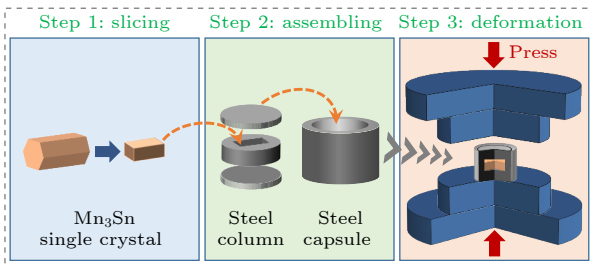 Step 1: slicing
Step 2: assembling
Step 3: deformation
Press
Mn₃Sn
single crystal
Steel
column
Steel
capsule